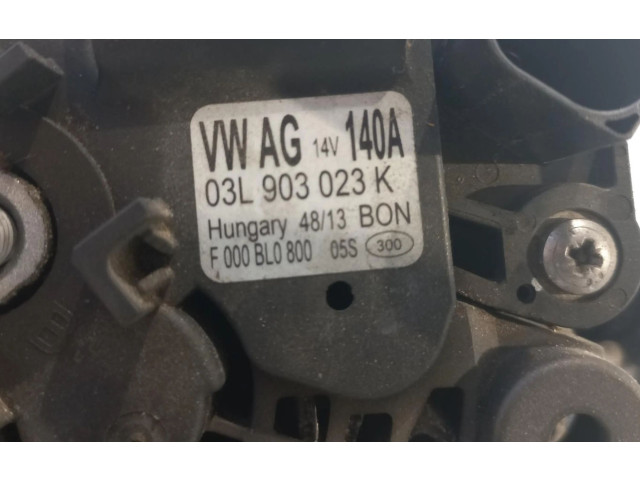 VW AG 14V 140A
03L 903 023 K
Hungary 48/13 BON
F 000 BL0 800 05S 300